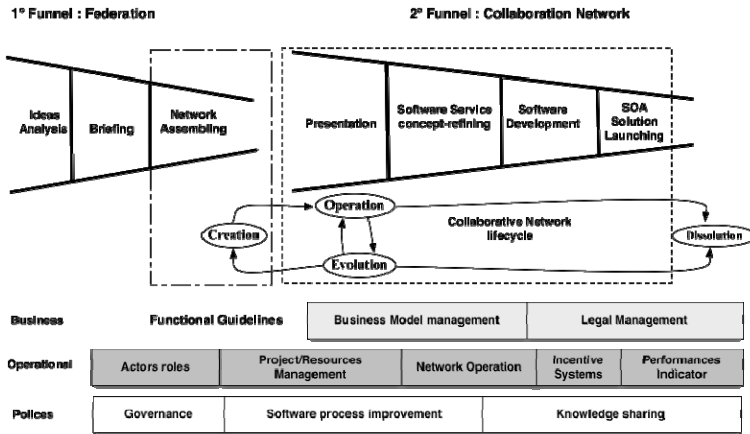 1º Funnel : Federation
2º Funnel : Collaboration Network
Ideas
Analysis
Briefing
Network
Assembling
Presentation
Software Service
concept-refining
Software
Development
SOA
Solution
Launching
Operation
Creation
Evolution
Collaborative Network
lifecycle
Dissolution
Business
Functional Guidelines
Business Model management
Legal Management
Operational
Actors roles
Project/Resources
Management
Network Operation
Incentive
Systems
Performances
Indicator
Polices
Governance
Software process improvement
Knowledge sharing